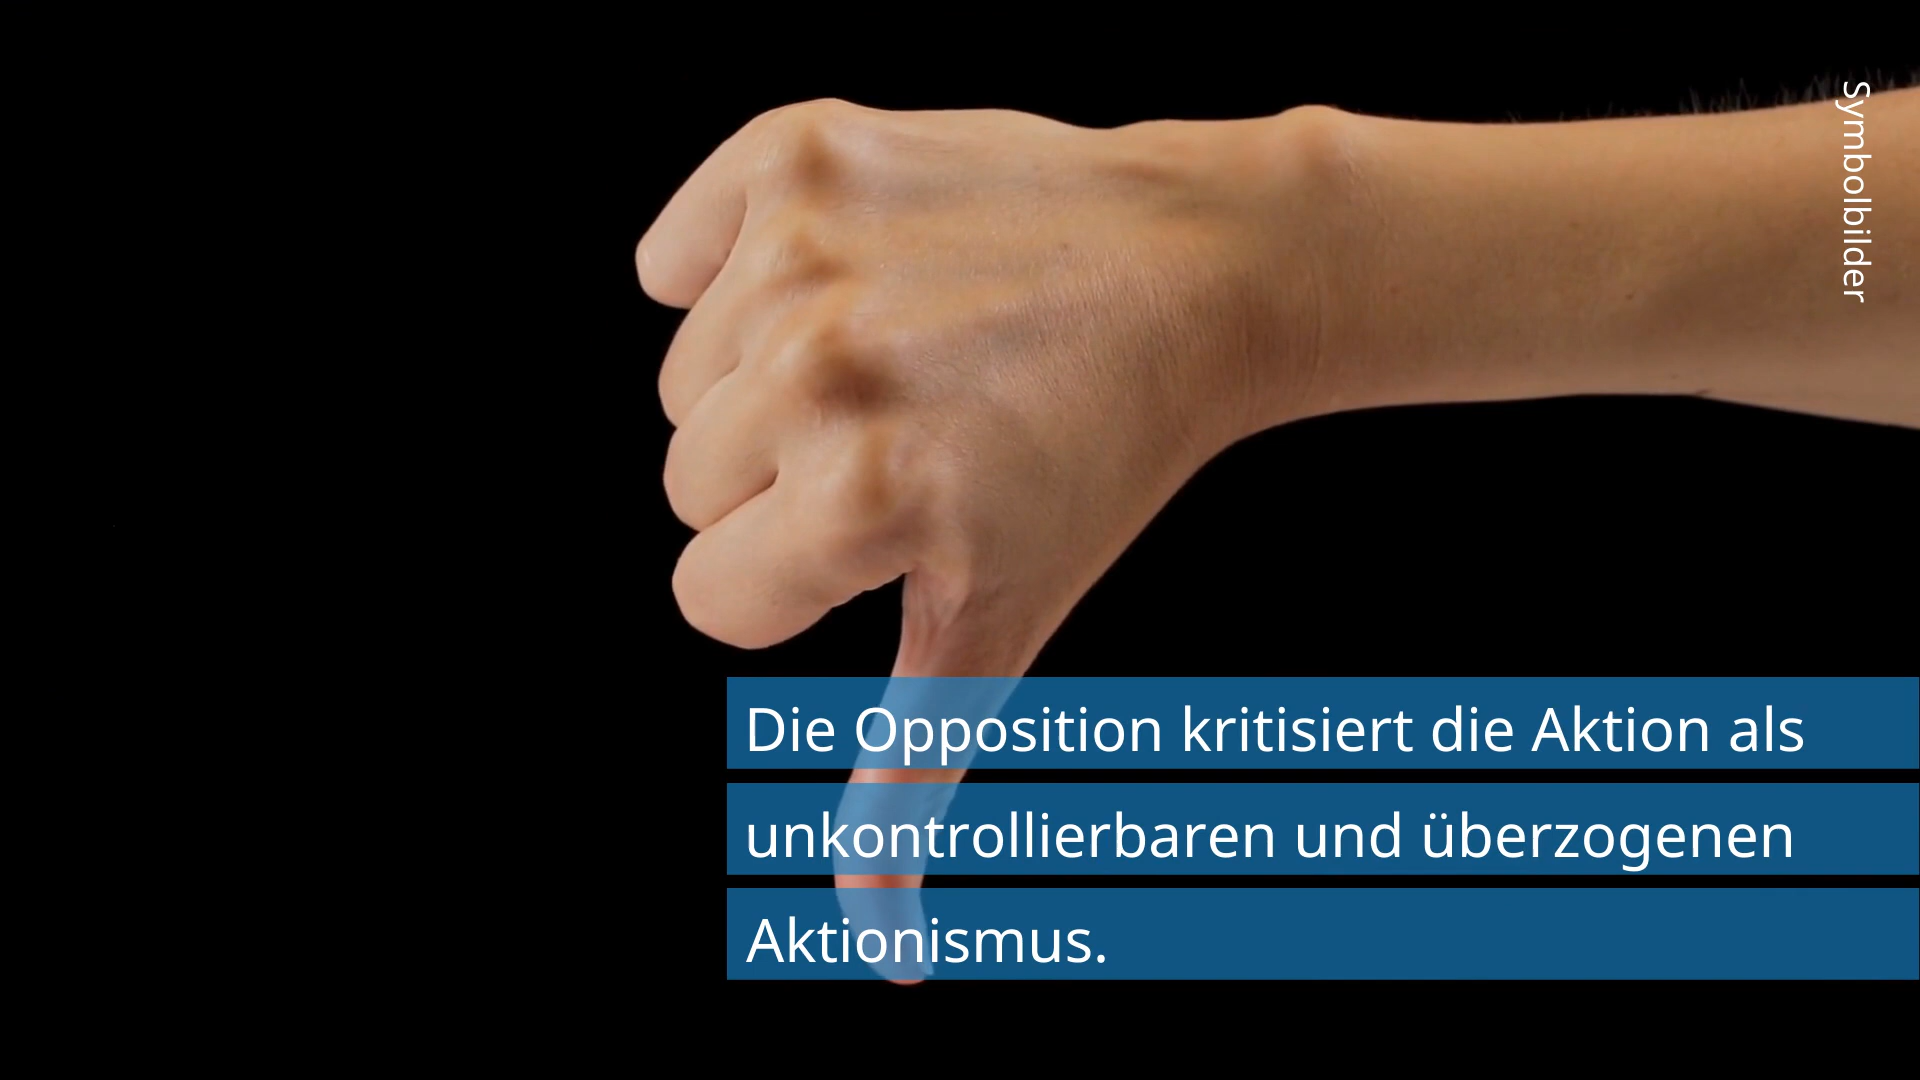 Symbolbilder
Die Opposition kritisiert die Aktion als
unkontrollierbaren und überzogenen
Aktionismus.